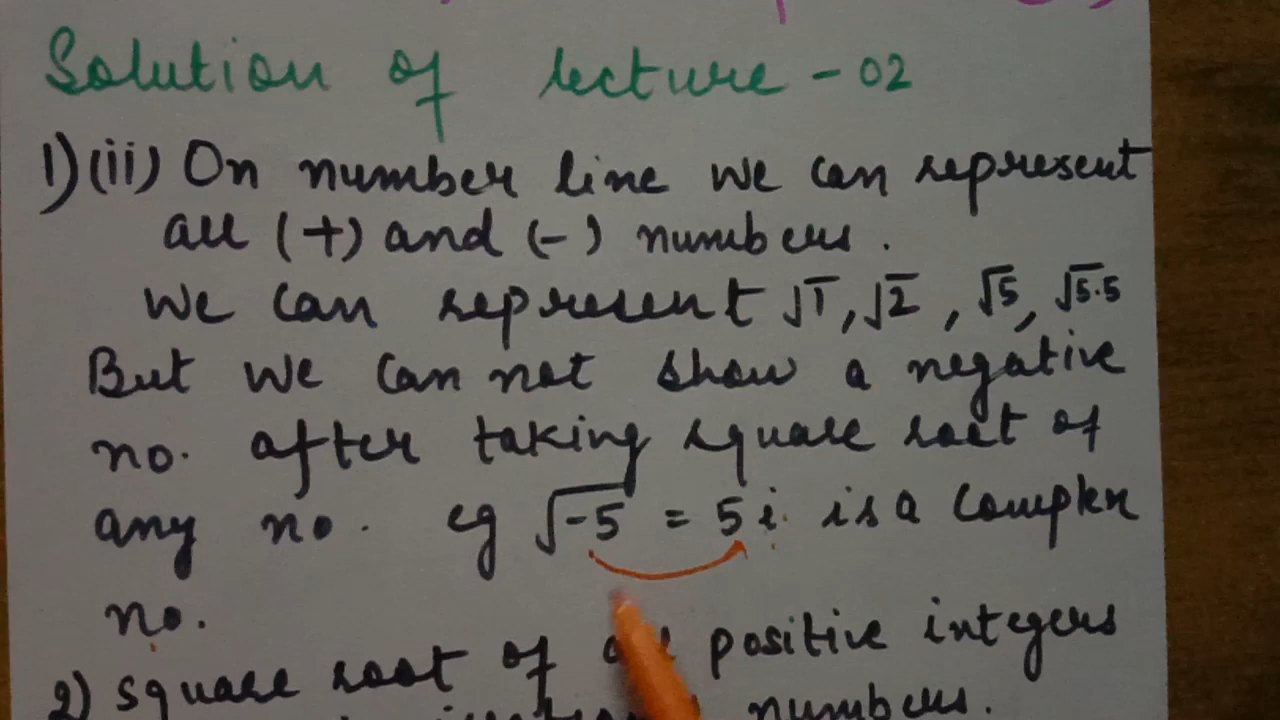 Solution of lecture - 02
1)(iii) On number line we can represent
all (+) and (-) numbers.
We can represent √1, √2, √5, √5.5
But we can not show a negative
no. after taking square root of
any no. eg √-5 = 5i is a complex
no.
2) square root of positive integers
numbers.